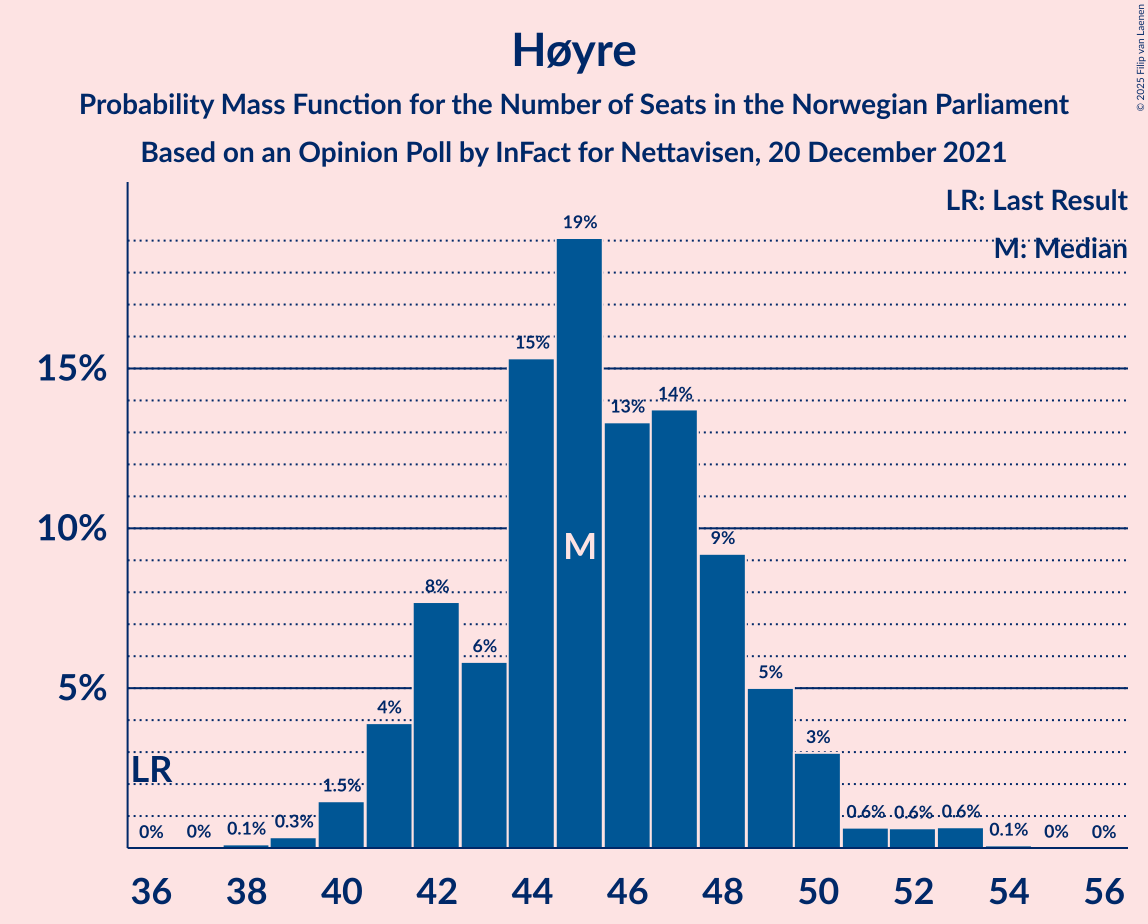 Høyre
Probability Mass Function for the Number of Seats in the Norwegian Parliament
Based on an Opinion Poll by InFact for Nettavisen, 20 December 2021
© 2025 Filip van Laenen
LR: Last Result
M: Median
19%
15%
15%
14%
13%
10%
9%
M
8%
6%
5%
5%
4%
3%
LR
1.5%
0.6%
0.6%
0.6%
0.3%
0.1%
0.1%
0%
0%
0%
0%
36 38 40 42 44 46 48 50 52 54 56